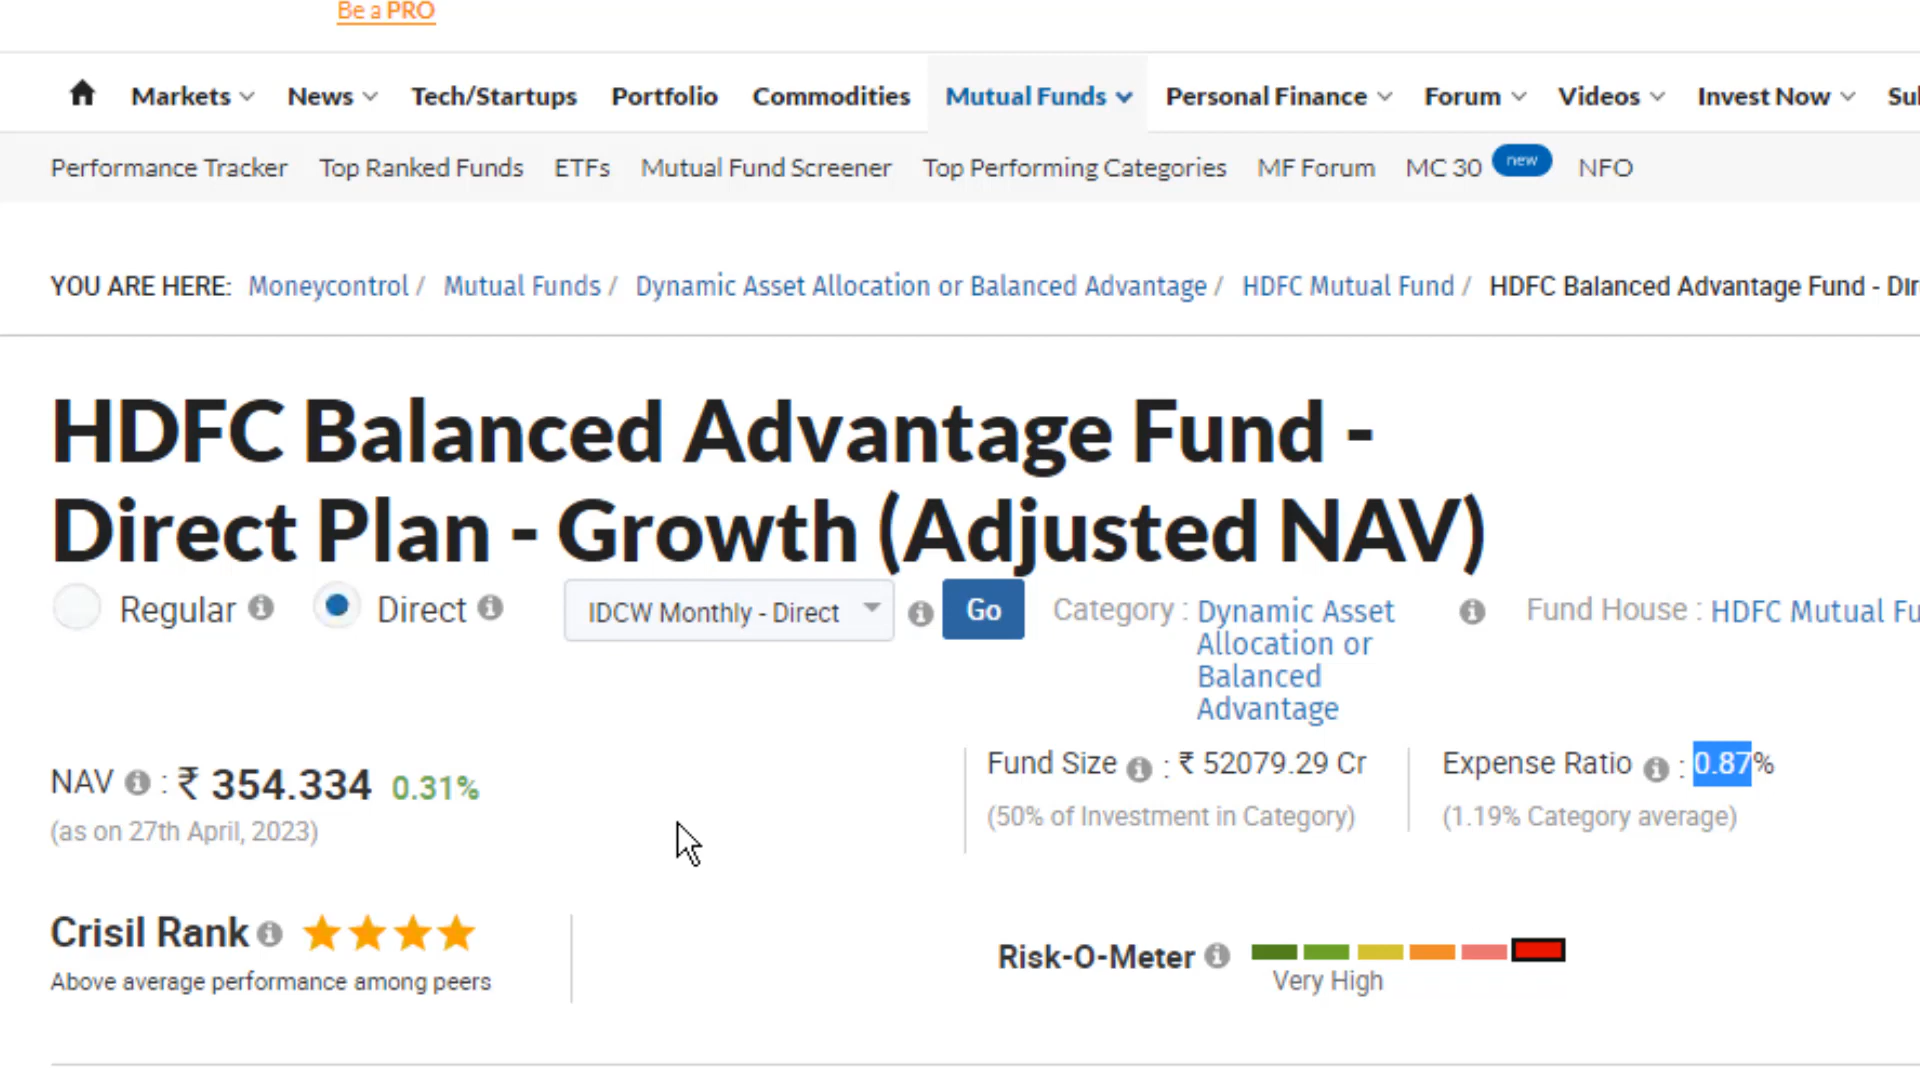 Be a PRO
Markets News Tech/Startups Portfolio Commodities Mutual Funds Personal Finance Forum Videos Invest Now
Performance Tracker Top Ranked Funds ETFs Mutual Fund Screener Top Performing Categories MF Forum MC 30 new NFO
YOU ARE HERE: Moneycontrol / Mutual Funds / Dynamic Asset Allocation or Balanced Advantage / HDFC Mutual Fund / HDFC Balanced Advantage Fund -
HDFC Balanced Advantage Fund -
Direct Plan - Growth (Adjusted NAV)
Regular Direct IDCW Monthly - Direct Go Category : Dynamic Asset Fund House : HDFC Mutual
Allocation or
Balanced
Advantage
NAV : ₹ 354.334 0.31%
(as on 27th April, 2023)
Fund Size : ₹ 52079.29 Cr
(50% of Investment in Category)
Expense Ratio : 0.87%
(1.19% Category average)
Crisil Rank
Above average performance among peers
Risk-O-Meter
Very High